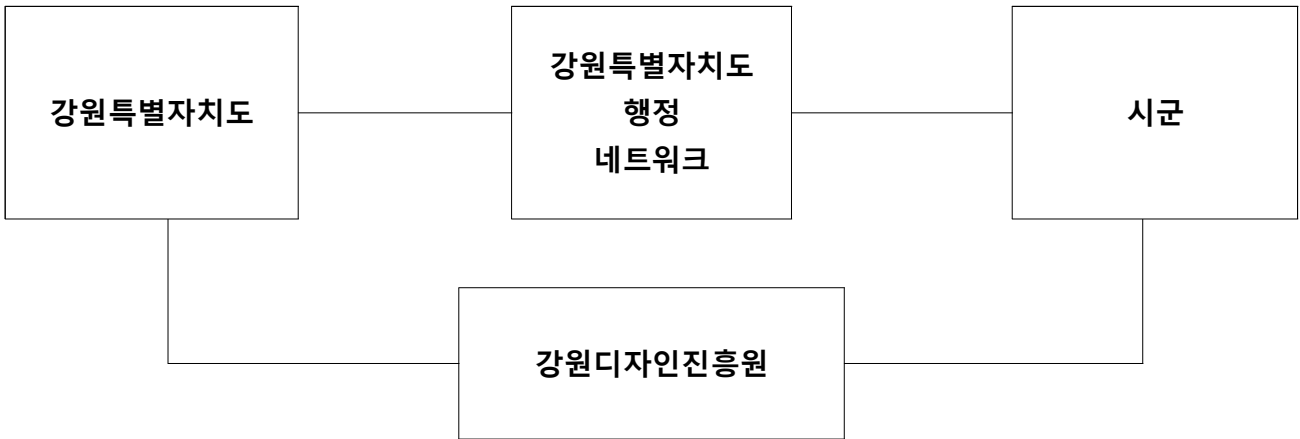 강원특별자치도
강원특별자치도
행정
네트워크
시군
강원디자인진흥원